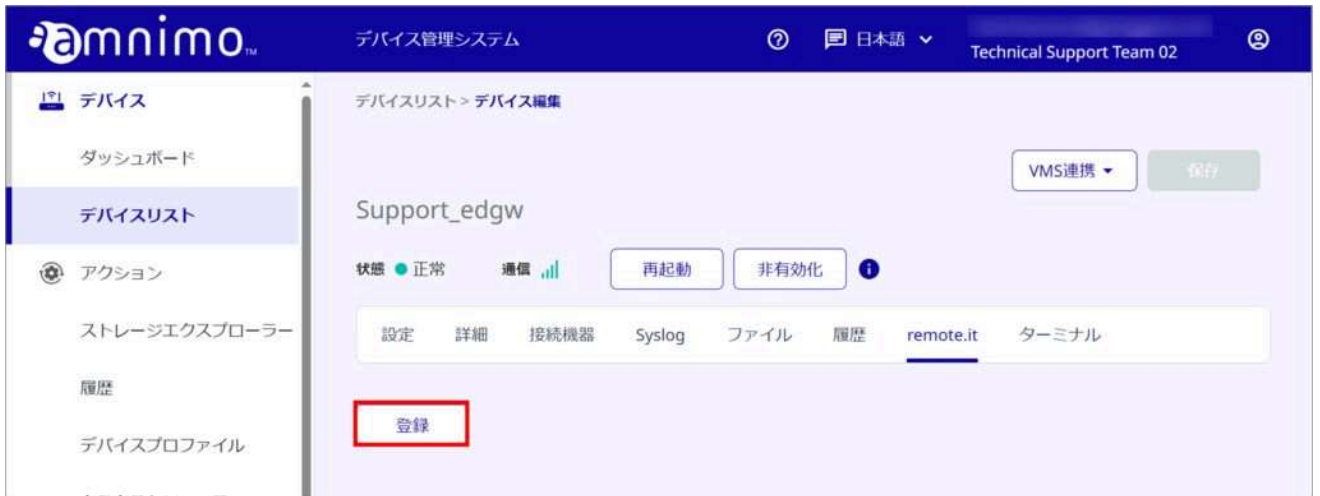 amnimo™
デバイス管理システム
日本語
Technical Support Team 02
デバイス
ダッシュボード
デバイスリスト
アクション
ストレージエクスプローラー
履歴
デバイスプロファイル
デバイスリスト > デバイス編集
VMS連携
保存
Support_edgw
状態 正常 通信 再起動 非有効化
設定 詳細 接続機器 Syslog ファイル 履歴 remote.it ターミナル
登録